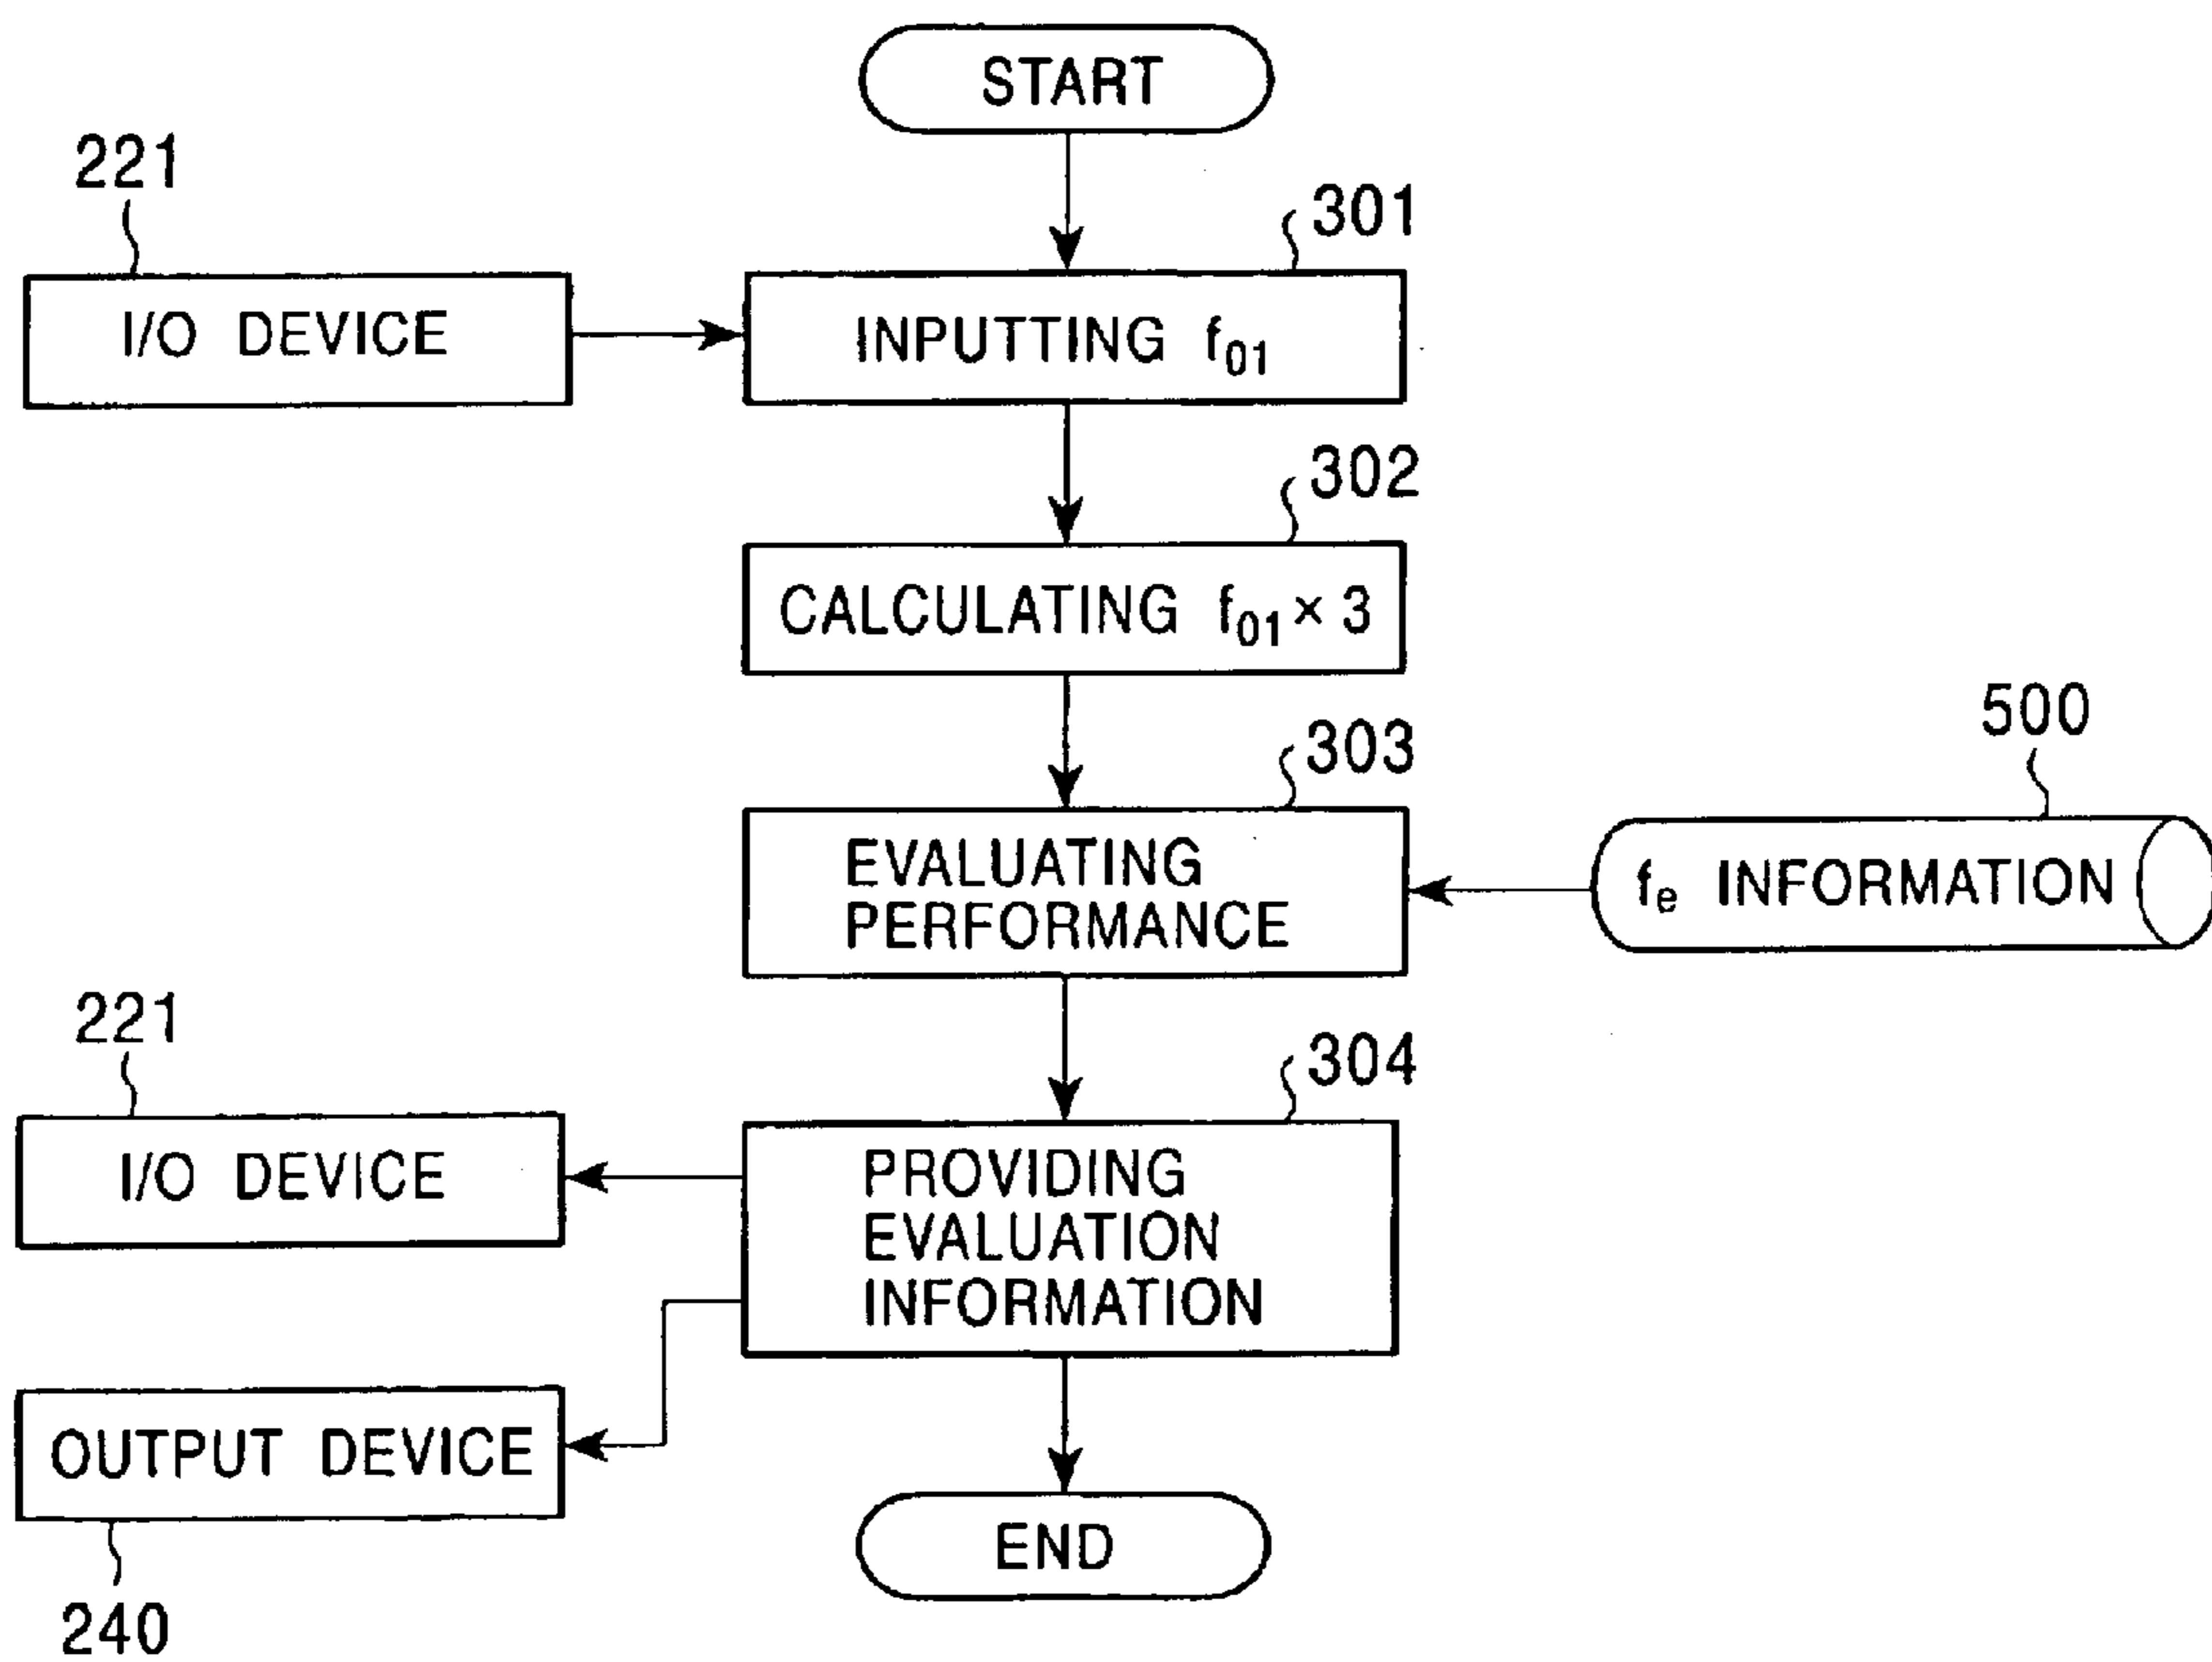 START
221
301
I/O DEVICE
INPUTTING f01
302
CALCULATING f01 × 3
303
500
EVALUATING
PERFORMANCE
fe INFORMATION
221
304
I/O DEVICE
PROVIDING
EVALUATION
INFORMATION
OUTPUT DEVICE
240
END